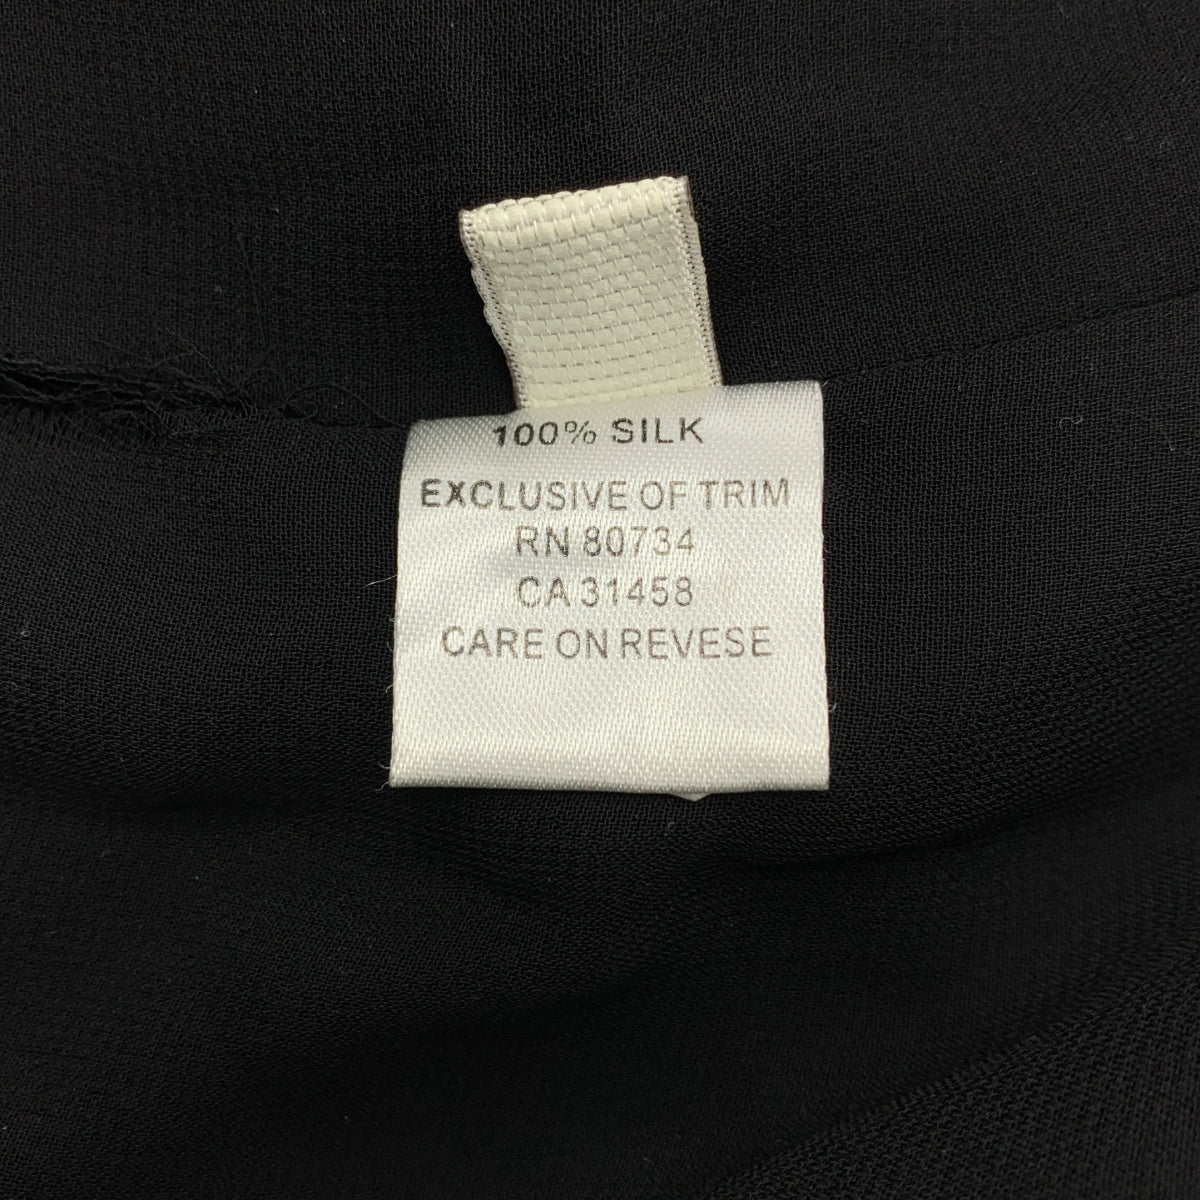 100% SILK
EXCLUSIVE OF TRIM
RN 80734
CA 31458
CARE ON REVESE